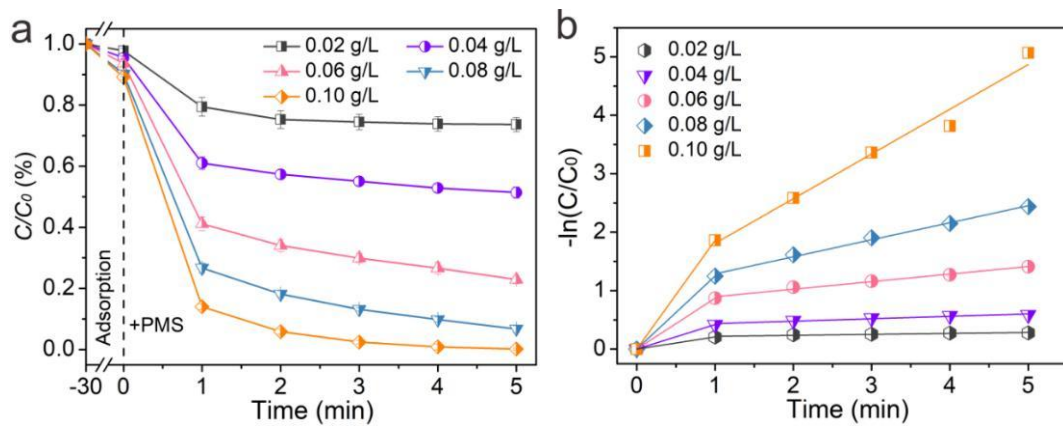 a
C/C0 (%)
1.0
0.8
0.6
0.4
0.2
0.0
0.02 g/L
0.04 g/L
0.06 g/L
0.08 g/L
0.10 g/L
Adsorption
+PMS
-30 0 1 2 3 4 5
Time (min)
b
-ln(C/C0)
5
4
3
2
1
0
0.02 g/L
0.04 g/L
0.06 g/L
0.08 g/L
0.10 g/L
0 1 2 3 4 5
Time (min)